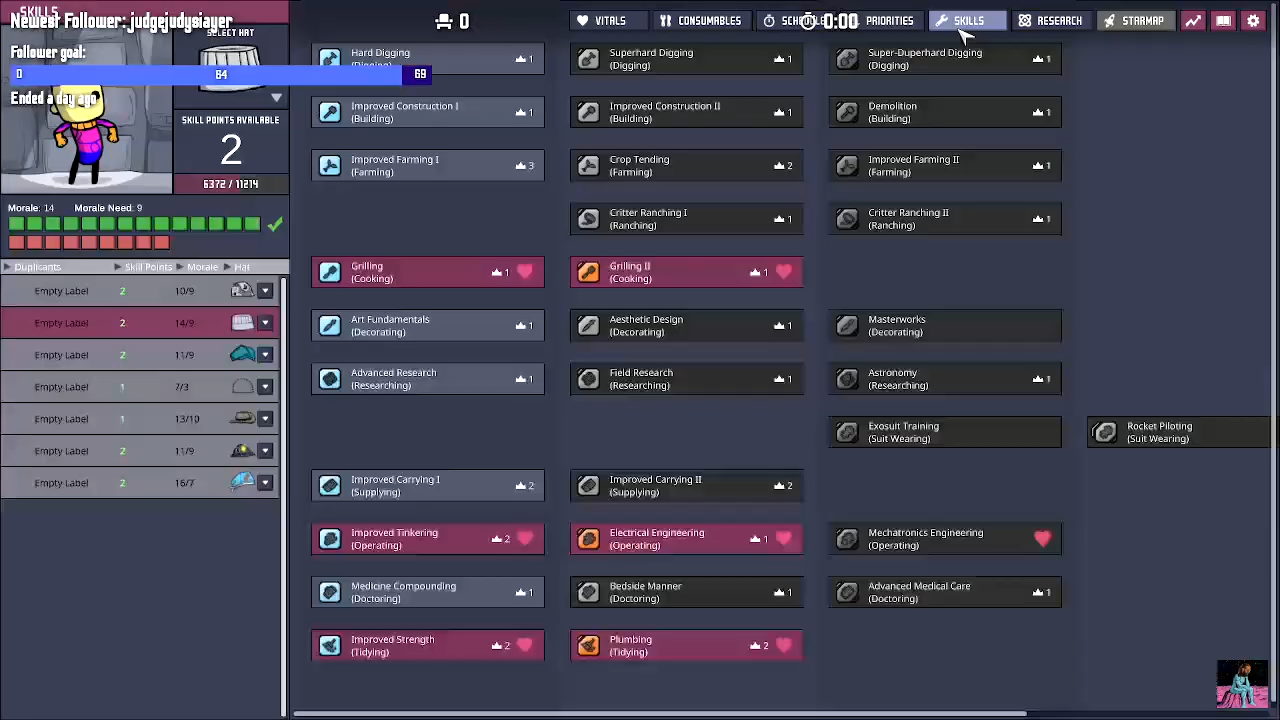 SKILLS
Newest Follower: judgejudyslayer
0
VITALS
CONSUMABLES
0:00
PRIORITIES
SKILLS
RESEARCH
STARMAP
SELECT HAT
Follower goal:
0 64 69
Ended a day ago
SKILL POINTS AVAILABLE
2
6372 / 11214
Morale: 14 Morale Need: 9
Duplicants Skill Points Morale Hat
Empty Label 2 10/9
Empty Label 2 14/9
Empty Label 2 11/9
Empty Label 1 7/3
Empty Label 1 13/10
Empty Label 2 11/9
Empty Label 2 16/7
Hard Digging 1
(Digging)
Superhard Digging 1
(Digging)
Super-Duperhard Digging 1
(Digging)
Improved Construction I 1
(Building)
Improved Construction II 1
(Building)
Demolition 1
(Building)
Improved Farming I 3
(Farming)
Crop Tending 2
(Farming)
Improved Farming II 1
(Farming)
Critter Ranching I 1
(Ranching)
Critter Ranching II 1
(Ranching)
Grilling 1
(Cooking)
Grilling II 1
(Cooking)
Art Fundamentals 1
(Decorating)
Aesthetic Design 1
(Decorating)
Masterworks
(Decorating)
Advanced Research 1
(Researching)
Field Research 1
(Researching)
Astronomy 1
(Researching)
Exosuit Training
(Suit Wearing)
Rocket Piloting
(Suit Wearing)
Improved Carrying I 2
(Supplying)
Improved Carrying II 2
(Supplying)
Improved Tinkering 2
(Operating)
Electrical Engineering 1
(Operating)
Mechatronics Engineering
(Operating)
Medicine Compounding 1
(Doctoring)
Bedside Manner 1
(Doctoring)
Advanced Medical Care 1
(Doctoring)
Improved Strength 2
(Tidying)
Plumbing 2
(Tidying)